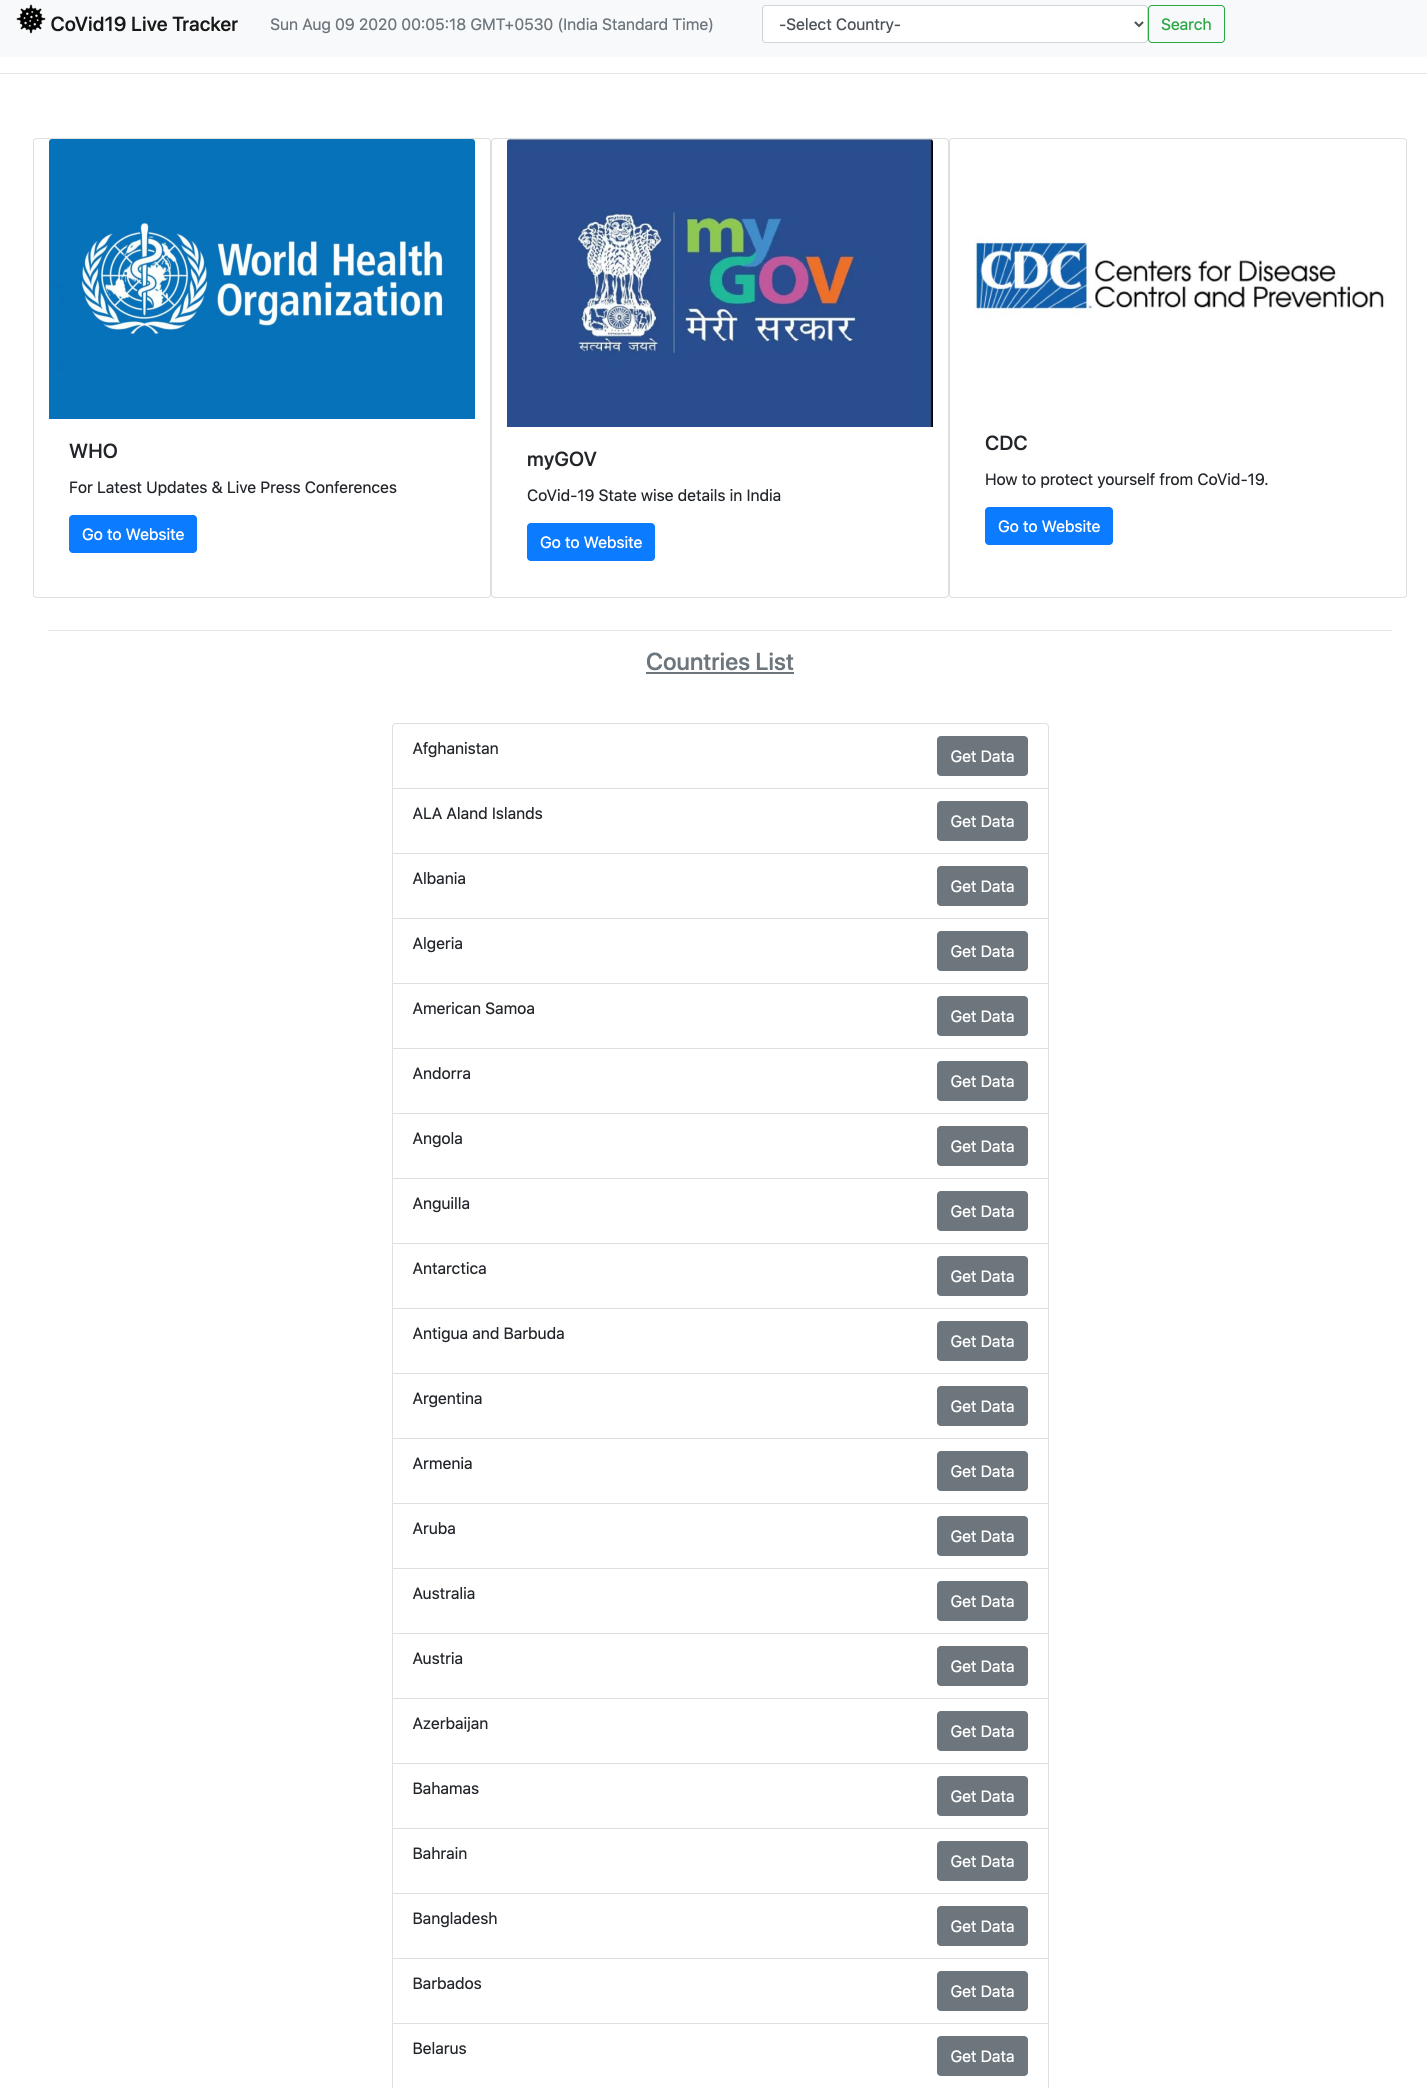 CoVid19 Live Tracker
Sun Aug 09 2020 00:05:18 GMT+0530 (India Standard Time)
-Select Country-
Search
World Health
Organization
सत्यमेव जयते
my
GOV
मेरी सरकार
CDC
Centers for Disease
Control and Prevention
WHO
For Latest Updates & Live Press Conferences
Go to Website
myGOV
CoVid-19 State wise details in India
Go to Website
CDC
How to protect yourself from CoVid-19.
Go to Website
Countries List
Afghanistan
Get Data
ALA Aland Islands
Get Data
Albania
Get Data
Algeria
Get Data
American Samoa
Get Data
Andorra
Get Data
Angola
Get Data
Anguilla
Get Data
Antarctica
Get Data
Antigua and Barbuda
Get Data
Argentina
Get Data
Armenia
Get Data
Aruba
Get Data
Australia
Get Data
Austria
Get Data
Azerbaijan
Get Data
Bahamas
Get Data
Bahrain
Get Data
Bangladesh
Get Data
Barbados
Get Data
Belarus
Get Data